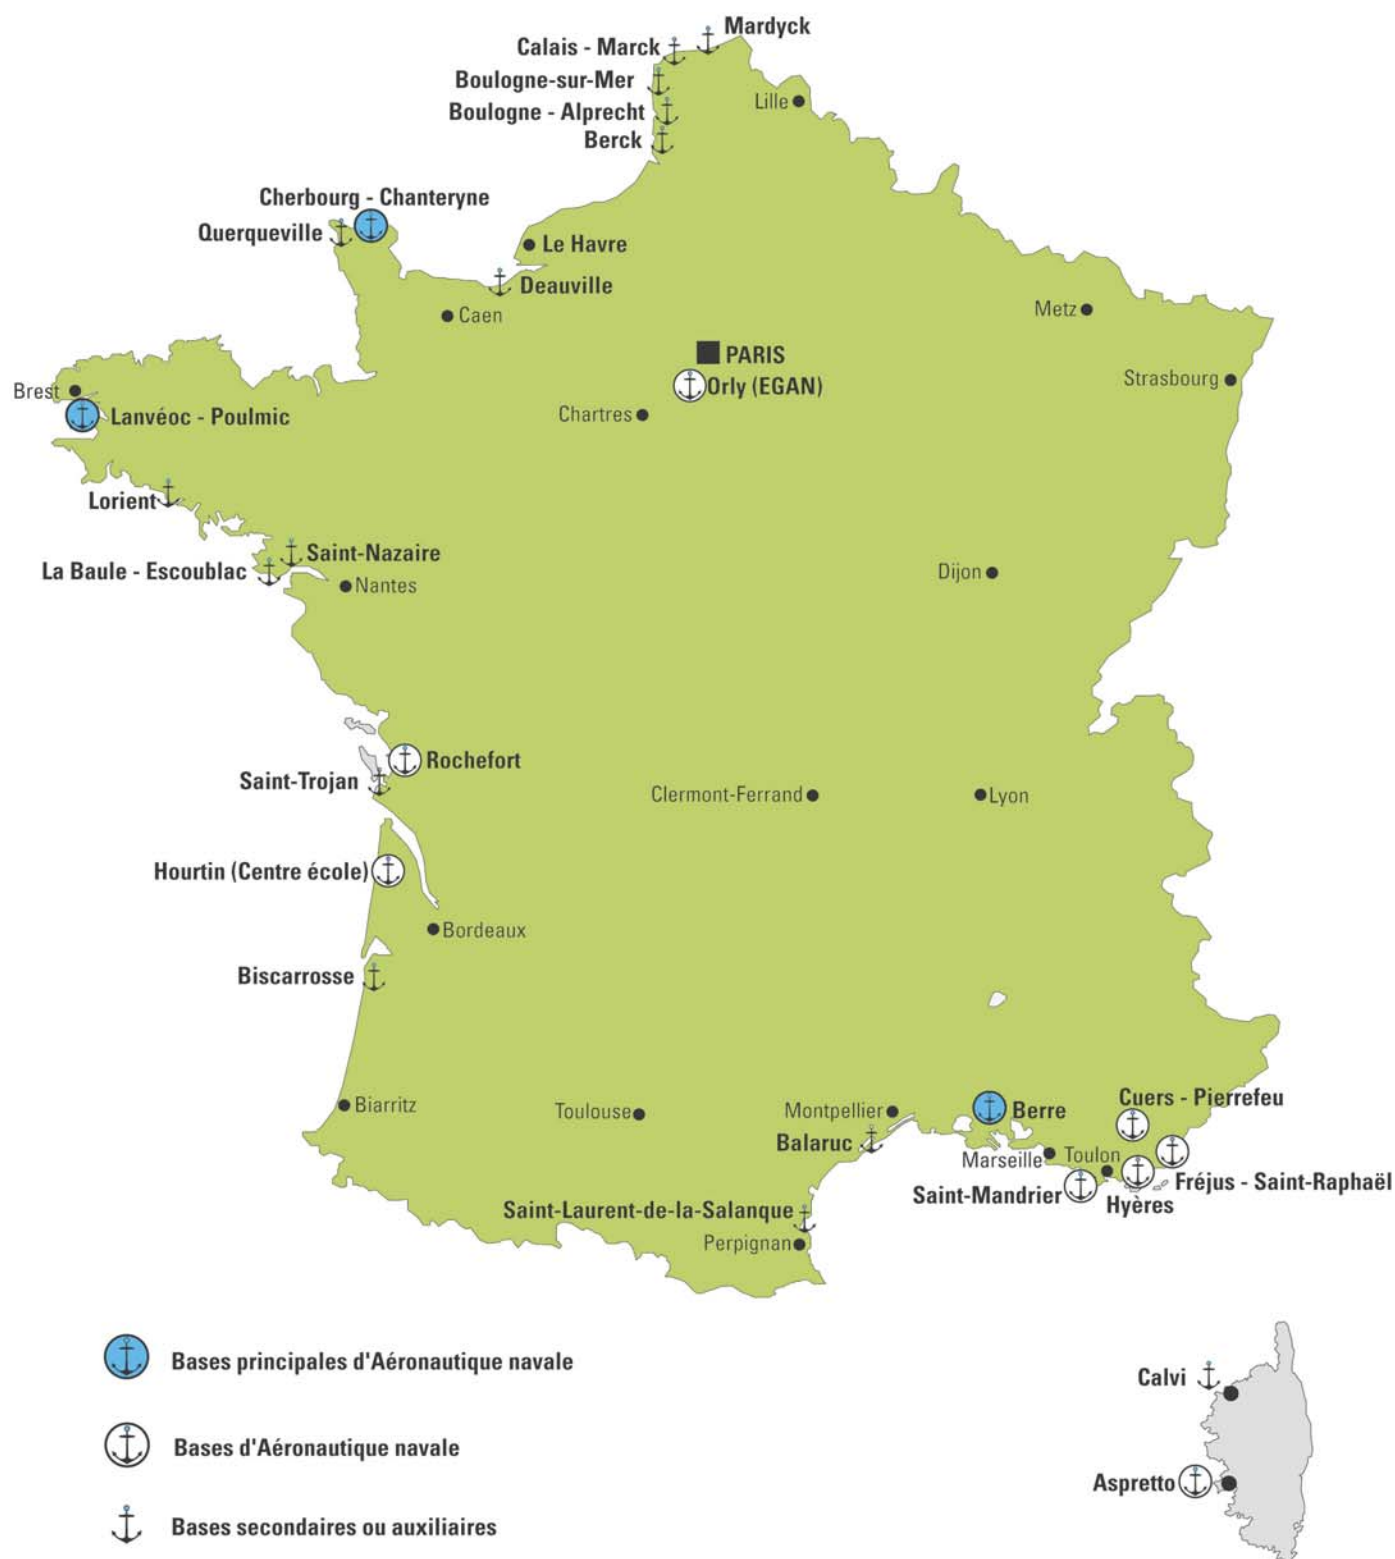 Mardyck
Calais - Marck
Boulogne-sur-Mer
Lille
Boulogne - Alprecht
Berck
Cherbourg - Chanteryne
Querqueville
Le Havre
Deauville
Caen
Metz
PARIS
Orly (EGAN)
Strasbourg
Brest
Lanvéoc - Poulmic
Chartres
Lorient
Saint-Nazaire
La Baule - Escoublac
Nantes
Dijon
Rochefort
Saint-Trojan
Clermont-Ferrand
Lyon
Hourtin (Centre école)
Bordeaux
Biscarrosse
Biarritz
Toulouse
Montpellier
Berre
Cuers - Pierrefeu
Balaruc
Marseille
Toulon
Fréjus - Saint-Raphaël
Saint-Mandrier
Hyères
Saint-Laurent-de-la-Salanque
Perpignan
Bases principales d'Aéronautique navale
Calvi
Bases d'Aéronautique navale
Aspretto
Bases secondaires ou auxiliaires